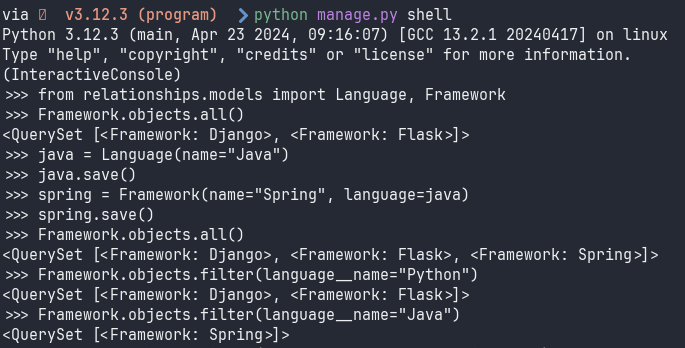 via v3.12.3 (program) ❯python manage.py shell
Python 3.12.3 (main, Apr 23 2024, 09:16:07) [GCC 13.2.1 20240417] on linux
Type "help", "copyright", "credits" or "license" for more information.
(InteractiveConsole)
>>> from relationships.models import Language, Framework
>>> Framework.objects.all()
<QuerySet [<Framework: Django>, <Framework: Flask>]>
>>> java = Language(name="Java")
>>> java.save()
>>> spring = Framework(name="Spring", language=java)
>>> spring.save()
>>> Framework.objects.all()
<QuerySet [<Framework: Django>, <Framework: Flask>, <Framework: Spring>]>
>>> Framework.objects.filter(language__name="Python")
<QuerySet [<Framework: Django>, <Framework: Flask>]>
>>> Framework.objects.filter(language__name="Java")
<QuerySet [<Framework: Spring>]>